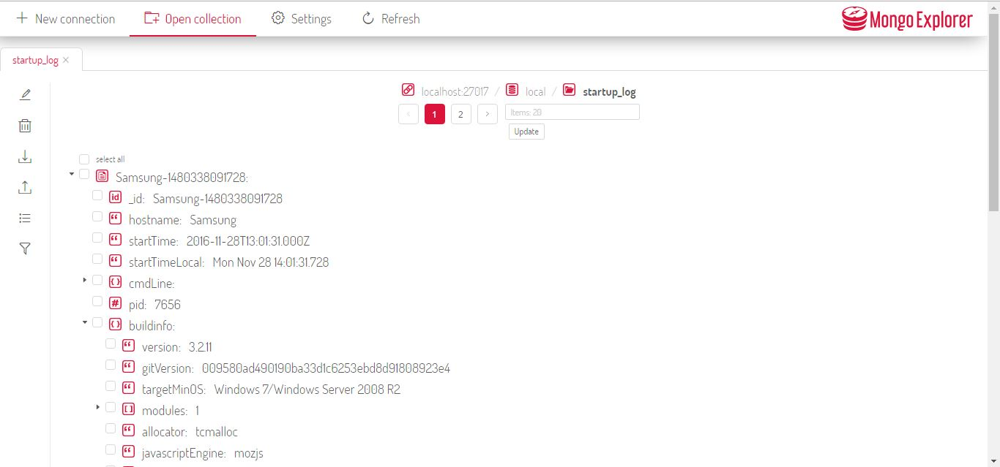 New connection Open collection Settings Refresh Mongo Explorer
startup_log
localhost:27017 / local / startup_log
< 1 2 > Items: 20
Update
select all
Samsung-1480338091728:
id _id: Samsung-1480338091728
hostname: Samsung
startTime: 2016-11-28T13:01:31.000Z
startTimeLocal: Mon Nov 28 14:01:31.728
{} cmdLine:
# pid: 7656
{} buildinfo:
version: 3.2.11
gitVersion: 009580ad490190ba33d1c6253ebd8d91808923e4
targetMinOS: Windows 7/Windows Server 2008 R2
[] modules: 1
allocator: tcmalloc
javascriptEngine: mozjs